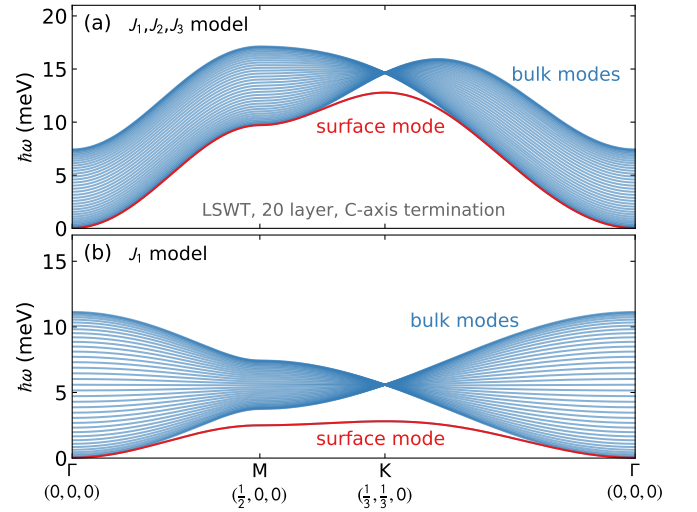 (a) J₁,J₂,J₃ model
20
15
10
5
0
ℏω (meV)
bulk modes
surface mode
LSWT, 20 layer, C-axis termination
(b) J₁ model
15
10
5
0
ℏω (meV)
bulk modes
surface mode
Γ M K Γ
(0,0,0) (1/2,0,0) (1/3,1/3,0) (0,0,0)